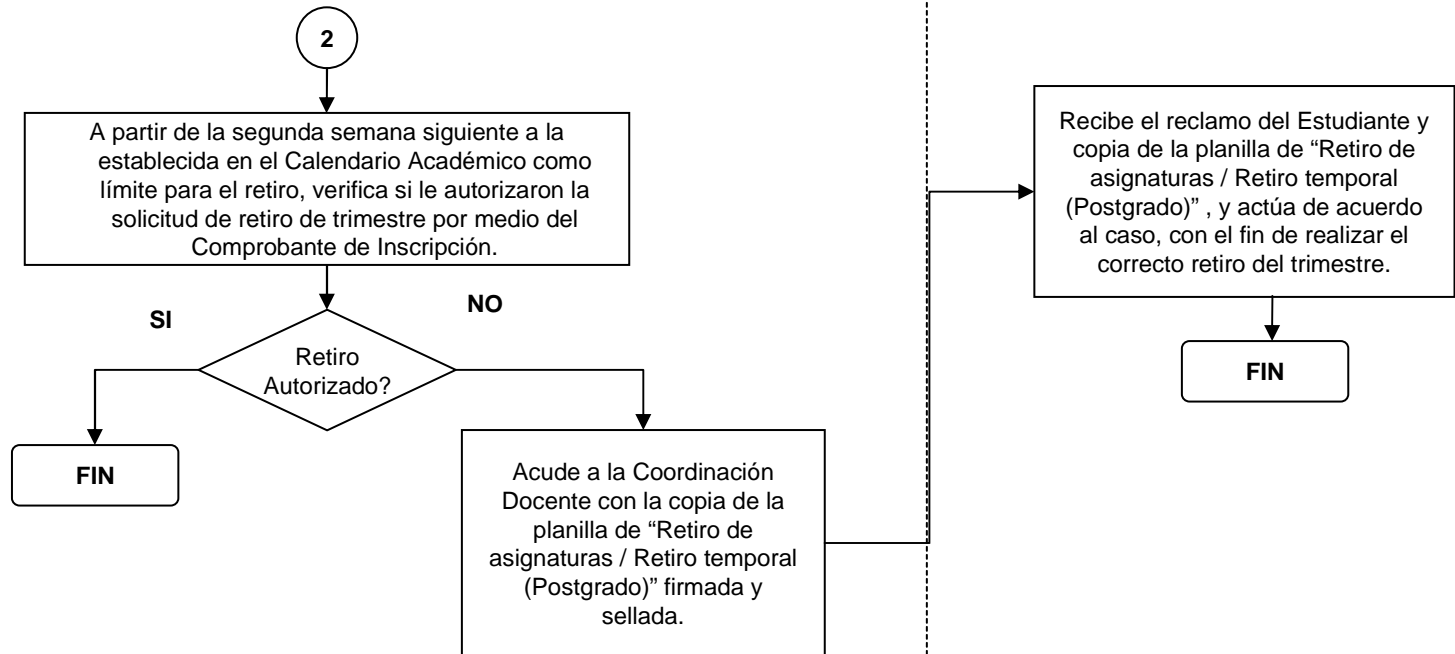 2
A partir de la segunda semana siguiente a la
establecida en el Calendario Académico como
límite para el retiro, verifica si le autorizaron la
solicitud de retiro de trimestre por medio del
Comprobante de Inscripción.
SI
NO
Retiro
Autorizado?
FIN
Acude a la Coordinación
Docente con la copia de la
planilla de “Retiro de
asignaturas / Retiro temporal
(Postgrado)” firmada y
sellada.
Recibe el reclamo del Estudiante y
copia de la planilla de “Retiro de
asignaturas / Retiro temporal
(Postgrado)” , y actúa de acuerdo
al caso, con el fin de realizar el
correcto retiro del trimestre.
FIN